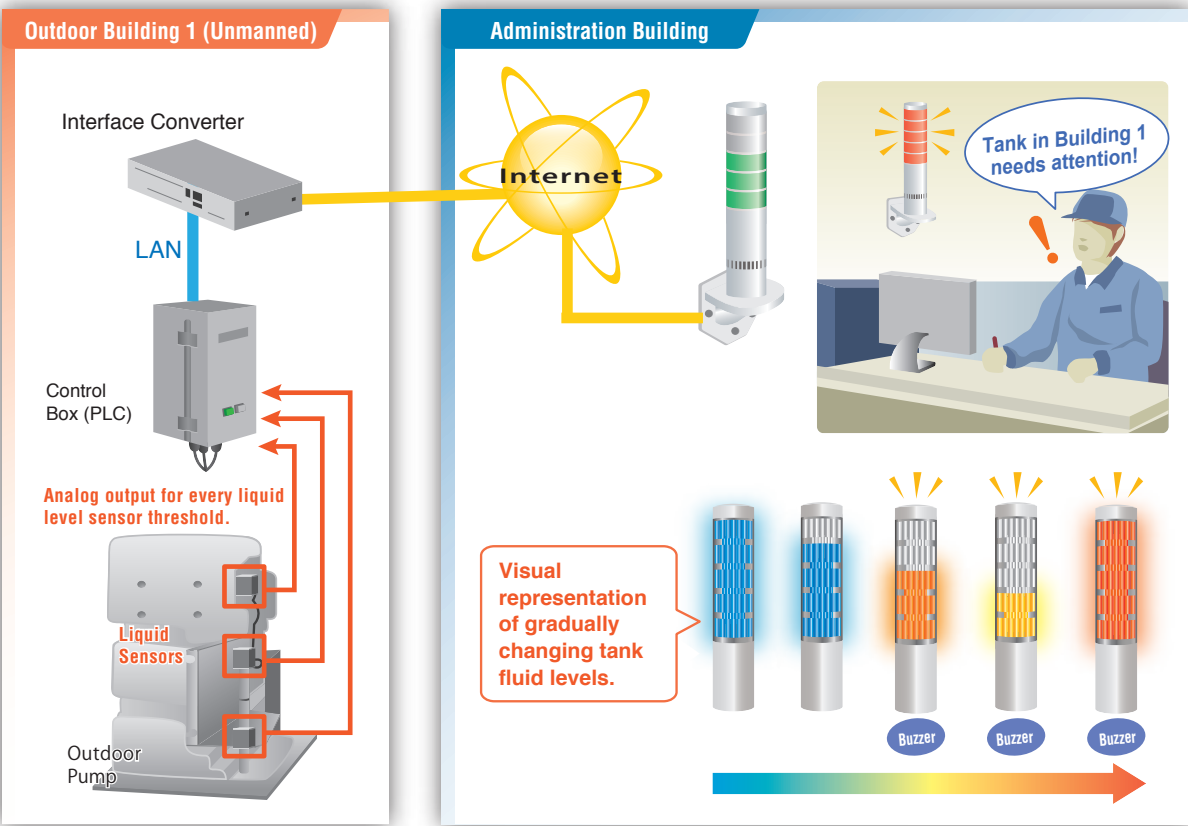 Outdoor Building 1 (Unmanned)
Interface Converter
LAN
Control
Box (PLC)
Analog output for every liquid
level sensor threshold.
Liquid
Sensors
Outdoor
Pump
Administration Building
Internet
Tank in Building 1
needs attention!
Visual
representation
of gradually
changing tank
fluid levels.
Buzzer
Buzzer
Buzzer